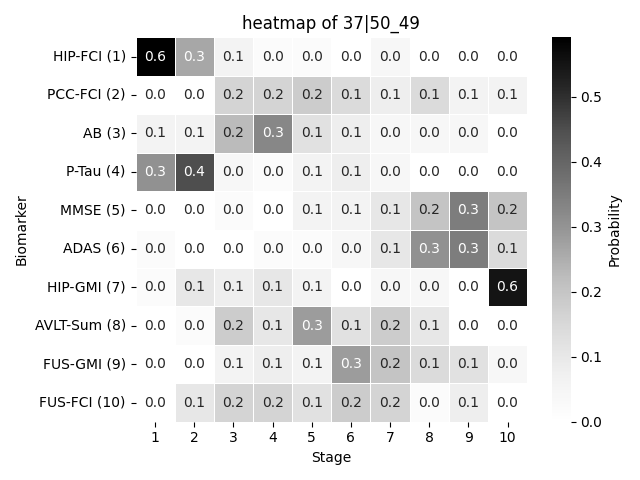 heatmap of 37|50_49
HIP-FCI (1) 0.6 0.3 0.1 0.0 0.0 0.0 0.0 0.0 0.0 0.0
PCC-FCI (2) 0.0 0.0 0.2 0.2 0.2 0.1 0.1 0.1 0.1 0.1
AB (3) 0.1 0.1 0.2 0.3 0.1 0.1 0.0 0.0 0.0 0.0
P-Tau (4) 0.3 0.4 0.0 0.0 0.1 0.1 0.0 0.0 0.0 0.0
MMSE (5) 0.0 0.0 0.0 0.0 0.1 0.1 0.1 0.2 0.3 0.2
ADAS (6) 0.0 0.0 0.0 0.0 0.0 0.0 0.1 0.3 0.3 0.1
HIP-GMI (7) 0.0 0.1 0.1 0.1 0.1 0.0 0.0 0.0 0.0 0.6
AVLT-Sum (8) 0.0 0.0 0.2 0.1 0.3 0.1 0.2 0.1 0.0 0.0
FUS-GMI (9) 0.0 0.0 0.1 0.1 0.1 0.3 0.2 0.1 0.1 0.0
FUS-FCI (10) 0.0 0.1 0.2 0.2 0.1 0.2 0.2 0.0 0.1 0.0
1 2 3 4 5 6 7 8 9 10
Stage
Biomarker
0.5
0.4
0.3
0.2
0.1
0.0
Probability